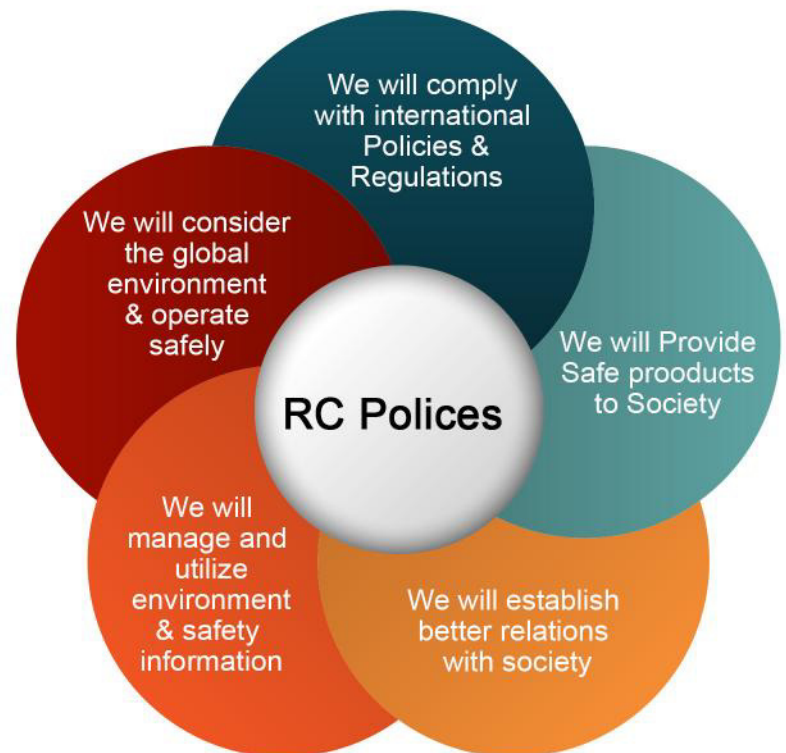 We will comply
with international
Policies &
Regulations
We will consider
the global
environment
& operate
safely
We will Provide
Safe prooducts
to Society
RC Polices
We will
manage and
utilize
environment
& safety
information
We will establish
better relations
with society